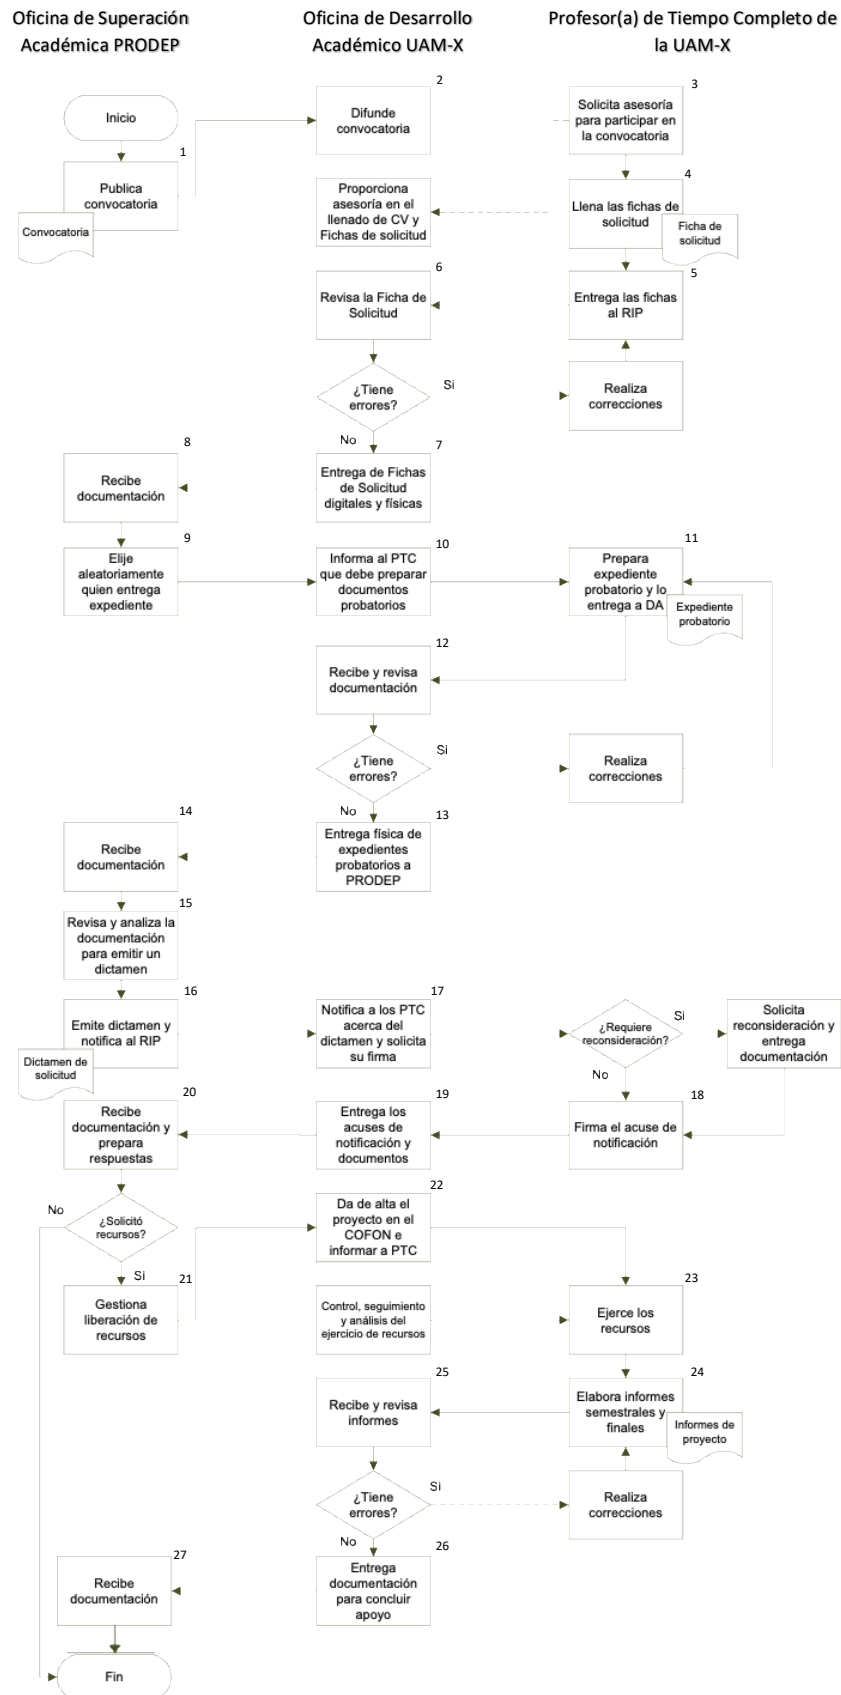 Oficina de Superación
Académica PRODEP
Oficina de Desarrollo
Académico UAM-X
Profesor(a) de Tiempo Completo de
la UAM-X
Inicio
1
Publica
convocatoria
Convocatoria
2
Difunde
convocatoria
3
Solicita asesoría
para participar en
la convocatoria
Proporciona
asesoría en el
llenado de CV y
Fichas de solicitud
4
Llena las fichas de
solicitud
Ficha de
solicitud
6
Revisa la Ficha de
Solicitud
5
Entrega las fichas
al RIP
¿Tiene
errores?
Si
No
Realiza
correcciones
8
Recibe
documentación
7
Entrega de Fichas
de Solicitud
digitales y físicas
9
Elije
aleatoriamente
quien entrega
expediente
10
Informa al PTC
que debe preparar
documentos
probatorios
11
Prepara
expediente
probatorio y lo
entrega a DA
Expediente
probatorio
12
Recibe y revisa
documentación
¿Tiene
errores?
Si
No
Realiza
correcciones
14
Recibe
documentación
13
Entrega física de
expedientes
probatorios a
PRODEP
15
Revisa y analiza la
documentación
para emitir un
dictamen
16
Emite dictamen y
notifica al RIP
Dictamen de
solicitud
17
Notifica a los PTC
acerca del
dictamen y solicita
su firma
¿Requiere
reconsideración?
Si
No
Solicita
reconsideración y
entrega
documentación
20
Recibe
documentación y
prepara
respuestas
19
Entrega los
acuses de
notificación y
documentos
18
Firma el acuse de
notificación
No
¿Solicitó
recursos?
Si
22
Da de alta el
proyecto en el
COFON e
informar a PTC
21
Gestiona
liberación de
recursos
Control, seguimiento
y análisis del
ejercicio de recursos
23
Ejerce los
recursos
25
Recibe y revisa
informes
24
Elabora informes
semestrales y
finales
Informes de
proyecto
¿Tiene
errores?
Si
No
Realiza
correcciones
27
Recibe
documentación
26
Entrega
documentación
para concluir
apoyo
Fin